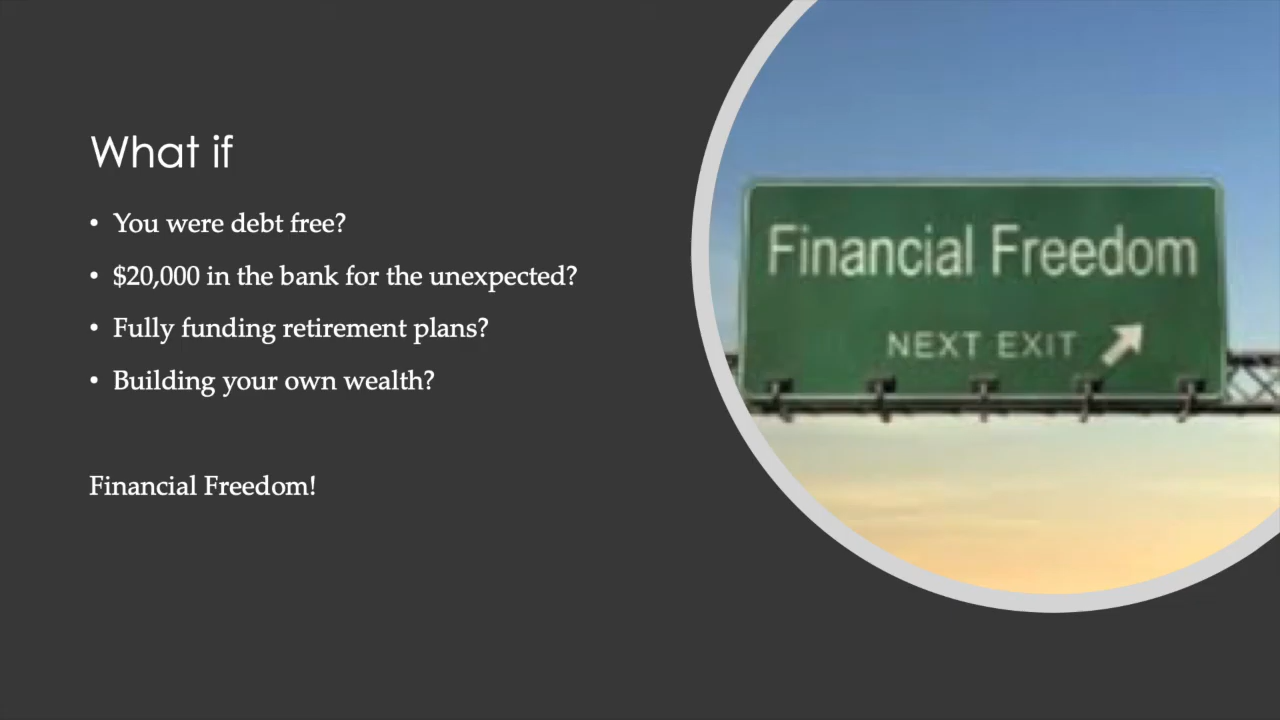 What if
• You were debt free?
• $20,000 in the bank for the unexpected?
• Fully funding retirement plans?
• Building your own wealth?
Financial Freedom!
Financial Freedom
NEXT EXIT